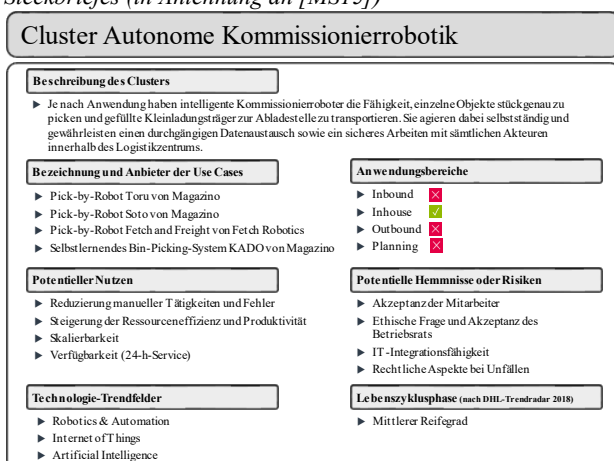 Steckbriefes (in Anlehnung an [MS15])
Cluster Autonome Kommissionierrobotik
Beschreibung des Clusters
Je nach Anwendung haben intelligente Kommissionierroboter die Fähigkeit, einzelne Objekte stückgenau zu
picken und gefüllte Kleinladungsträger zur Abladestelle zu transportieren. Sie agieren dabei selbstständig und
gewährleisten einen durchgängigen Datenaustausch sowie ein sicheres Arbeiten mit sämtlichen Akteuren
innerhalb des Logistikzentrums.
Bezeichnung und Anbieter der Use Cases
Pick-by-Robot Toru von Magazino
Pick-by-Robot Soto von Magazino
Pick-by-Robot Fetch and Freight von Fetch Robotics
Selbstlernendes Bin-Picking-System KADO von Magazino
Anwendungsbereiche
Inbound
Inhouse
Outbound
Planning
Potentieller Nutzen
Reduzierung manueller Tätigkeiten und Fehler
Steigerung der Ressourceneffizienz und Produktivität
Skalierbarkeit
Verfügbarkeit (24-h-Service)
Potentielle Hemmnisse oder Risiken
Akzeptanz der Mitarbeiter
Ethische Frage und Akzeptanz des
Betriebsrats
IT-Integrationsfähigkeit
Rechtliche Aspekte bei Unfällen
Technologie-Trendfelder
Robotics & Automation
Internet of Things
Artificial Intelligence
Lebenszyklusphase (nach DHL-Trendradar 2018)
Mittlerer Reifegrad